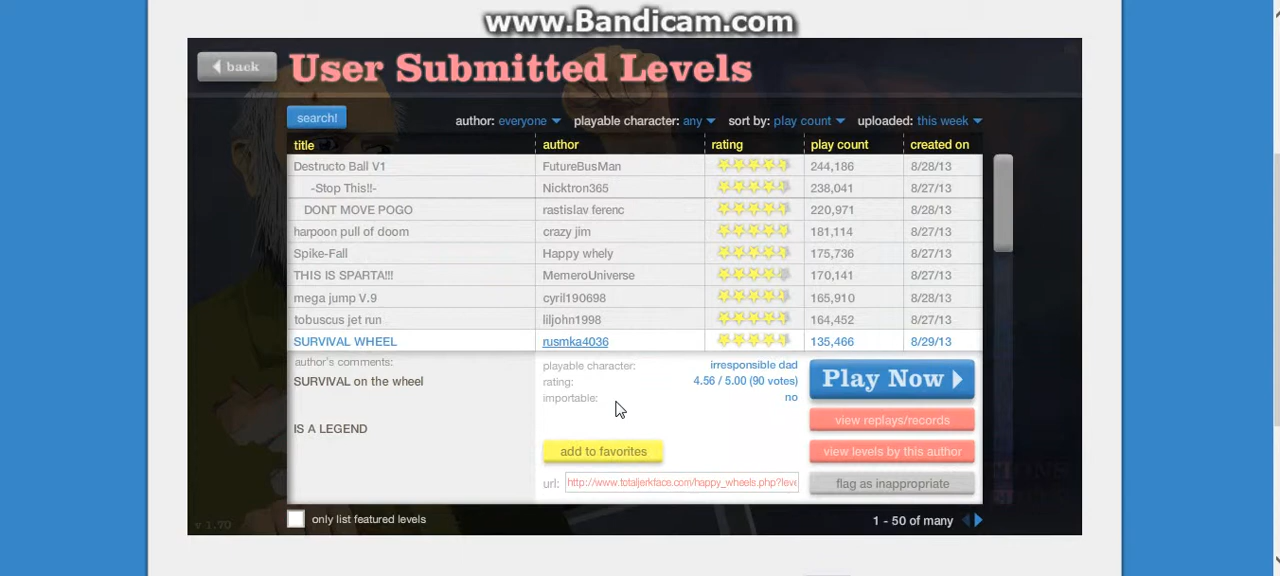 www.Bandicam.com
back User Submitted Levels
search! author: everyone playable character: any sort by: play count uploaded: this week
title author rating play count created on
Destructo Ball V1 FutureBusMan 244,186 8/28/13
-Stop This!!- Nicktron365 238,041 8/27/13
DONT MOVE POGO rastislav ferenc 220,971 8/28/13
harpoon pull of doom crazy jim 181,114 8/27/13
Spike-Fall Happy whely 175,736 8/27/13
THIS IS SPARTA!!! MemeroUniverse 170,141 8/27/13
mega jump V.9 cyril190698 165,910 8/28/13
tobuscus jet run liljohn1998 164,452 8/27/13
SURVIVAL WHEEL rusmka4036 135,466 8/29/13
author's comments: playable character: irresponsible dad
SURVIVAL on the wheel rating: 4.56 / 5.00 (90 votes) Play Now
importable: no
view replays/records
IS A LEGEND
add to favorites view levels by this author
url: http://www.totaljerkface.com/happy_wheels.php?leve flag as inappropriate
v 1.70 only list featured levels 1 - 50 of many